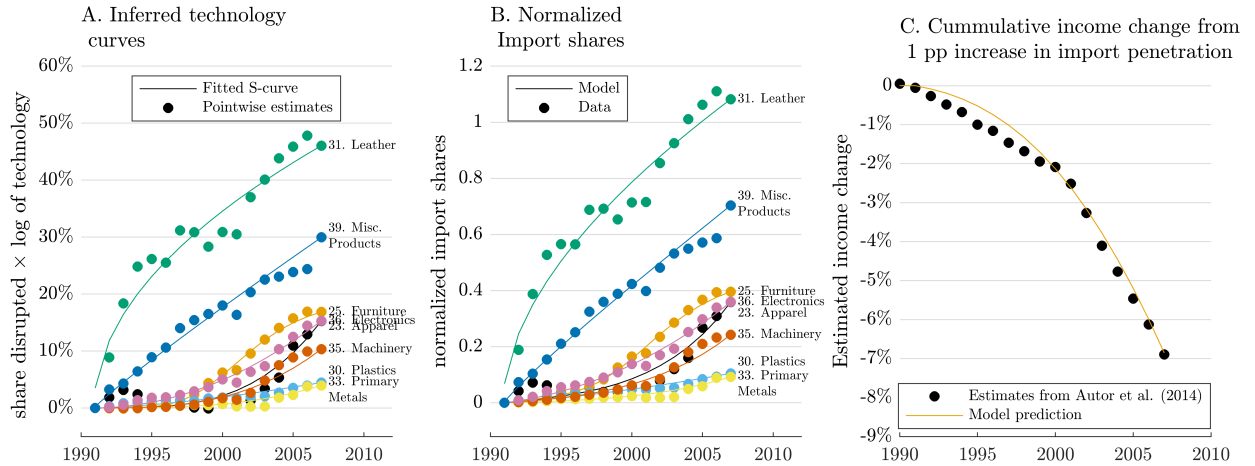 A. Inferred technology
curves
share disrupted × log of technology
60%
50%
40%
30%
20%
10%
0%
Fitted S-curve
Pointwise estimates
31. Leather
39. Misc.
Products
25. Furniture
36. Electronics
23. Apparel
35. Machinery
30. Plastics
33. Primary
Metals
1990
1995
2000
2005
2010
B. Normalized
Import shares
normalized import shares
1.2
1
0.8
0.6
0.4
0.2
0
Model
Data
31. Leather
39. Misc.
Products
25. Furniture
36. Electronics
23. Apparel
35. Machinery
30. Plastics
33. Primary
Metals
1990
1995
2000
2005
2010
C. Cummulative income change from
1 pp increase in import penetration
Estimated income change
0
-1%
-2%
-3%
-4%
-5%
-6%
-7%
-8%
-9%
Estimates from Autor et al. (2014)
Model prediction
1990
1995
2000
2005
2010